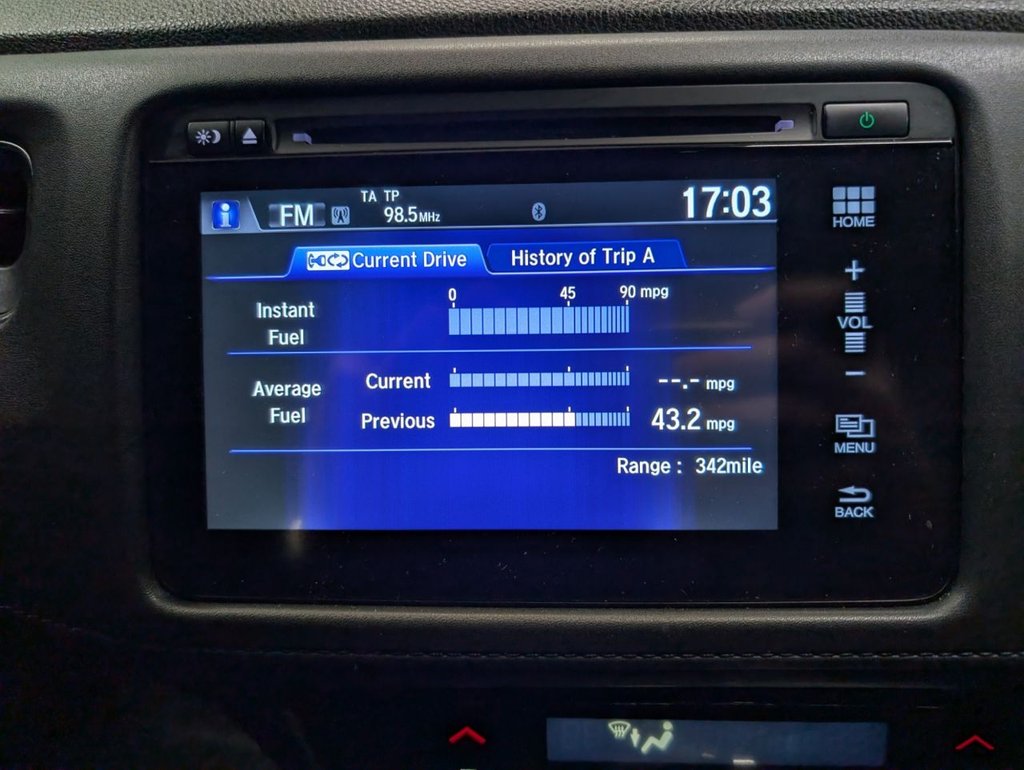 TA TP
FM 98.5MHz 17:03
HOME
Current Drive History of Trip A
0 45 90 mpg
Instant
Fuel
VOL
Average
Fuel
Current --.- mpg
Previous 43.2 mpg
MENU
Range : 342mile
BACK